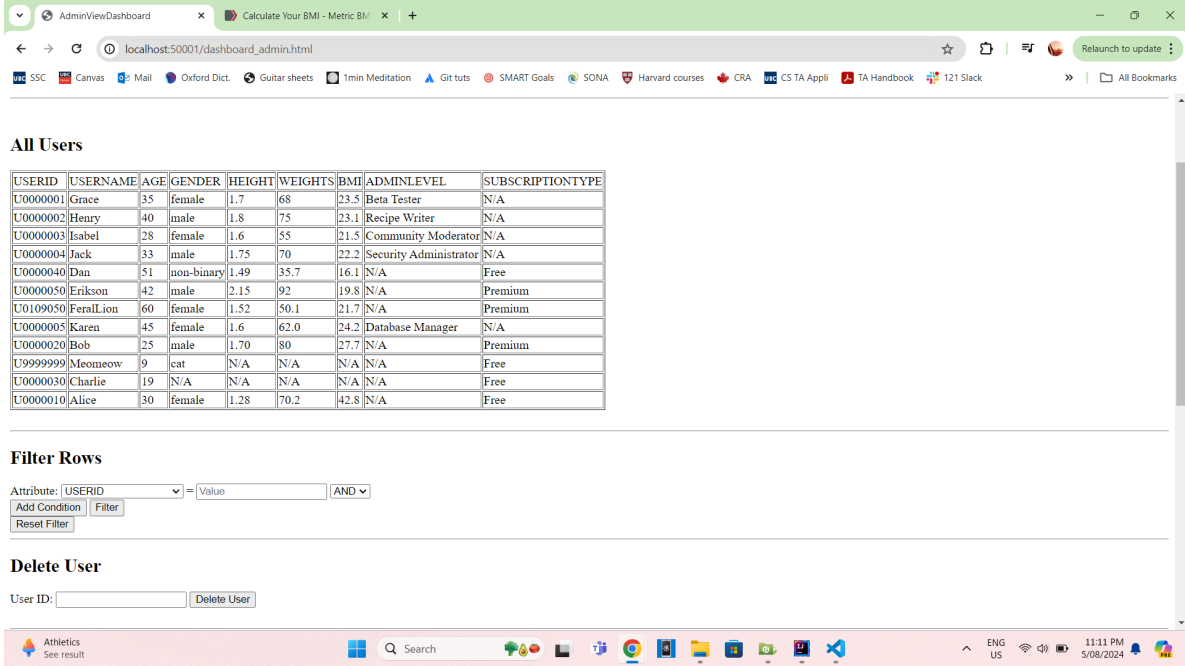 AdminViewDashboard
Calculate Your BMI - Metric BM
localhost:50001/dashboard_admin.html
Relaunch to update
UBC SSC UBC Canvas Mail Oxford Dict. Guitar sheets 1min Meditation Git tuts SMART Goals SONA Harvard courses CRA UBC CS TA Appli TA Handbook 121 Slack » All Bookmarks
All Users
USERID USERNAME AGE GENDER HEIGHT WEIGHTS BMI ADMINLEVEL SUBSCRIPTIONTYPE
U0000001 Grace 35 female 1.7 68 23.5 Beta Tester N/A
U0000002 Henry 40 male 1.8 75 23.1 Recipe Writer N/A
U0000003 Isabel 28 female 1.6 55 21.5 Community Moderator N/A
U0000004 Jack 33 male 1.75 70 22.2 Security Administrator N/A
U0000040 Dan 51 non-binary 1.49 35.7 16.1 N/A Free
U0000050 Erikson 42 male 2.15 92 19.8 N/A Premium
U0109050 FeralLion 60 female 1.52 50.1 21.7 N/A Premium
U0000005 Karen 45 female 1.6 62.0 24.2 Database Manager N/A
U0000020 Bob 25 male 1.70 80 27.7 N/A Premium
U9999999 Meomeow 9 cat N/A N/A N/A N/A Free
U0000030 Charlie 19 N/A N/A N/A N/A N/A Free
U0000010 Alice 30 female 1.28 70.2 42.8 N/A Free
Filter Rows
Attribute: USERID = Value AND
Add Condition Filter
Reset Filter
Delete User
User ID: Delete User
Athletics
See result
Search
ENG
US
11:11 PM
5/08/2024
PRE